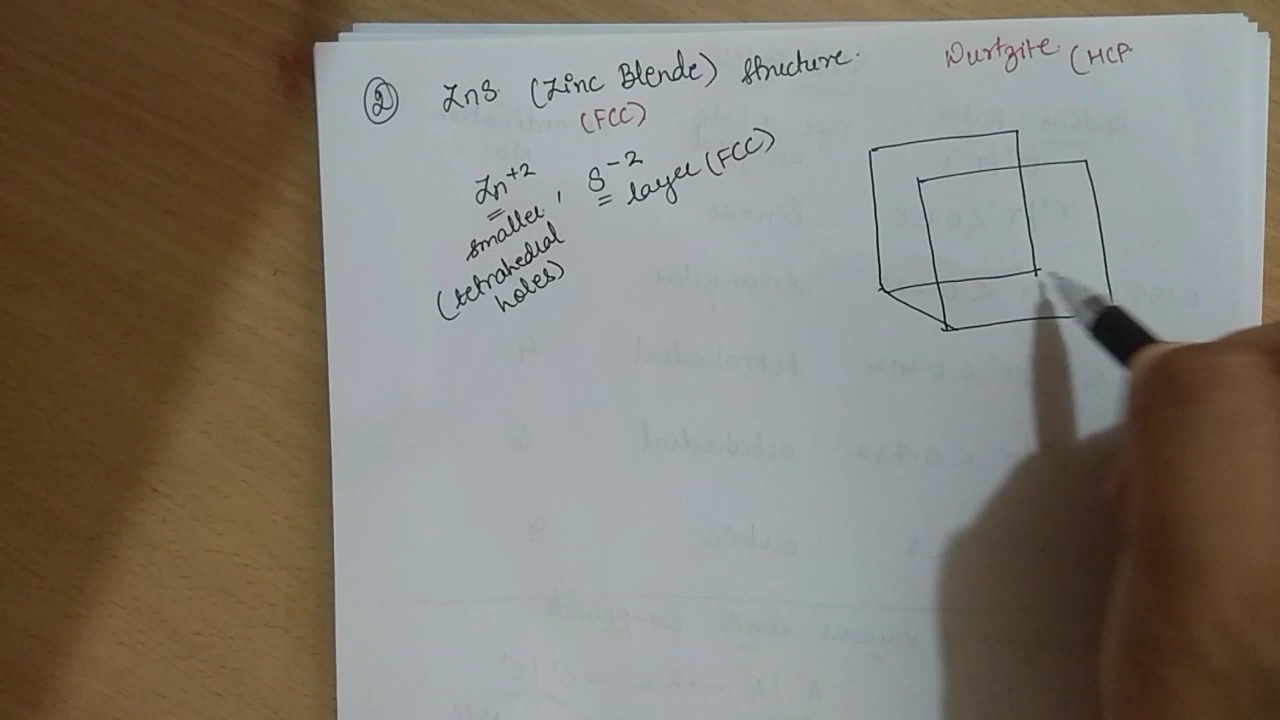 ② ZnS (Zinc Blende) structure.
(FCC)
Wurtzite (HCP
Zn+2, S-2 layer (FCC)
smaller
(tetrahedral
holes)